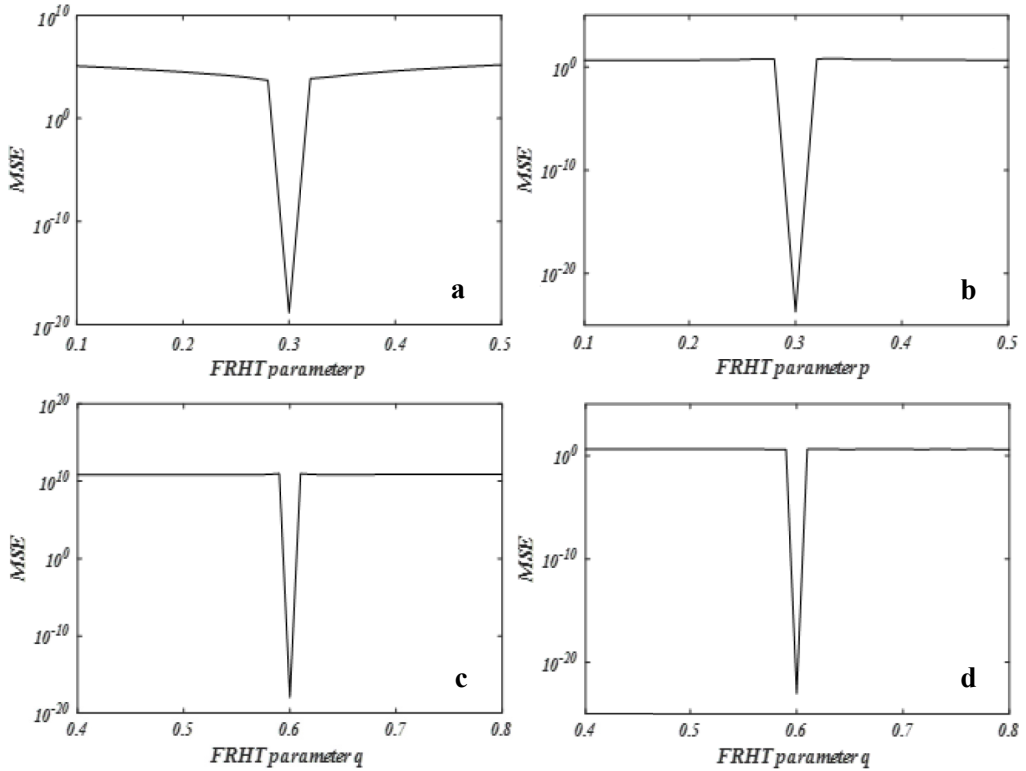 10^10
10^0
10^-10
10^-20
MSE
a
0.1 0.2 0.3 0.4 0.5
FRHT parameter p
10^0
10^-10
10^-20
MSE
b
0.1 0.2 0.3 0.4 0.5
FRHT parameter p
10^20
10^10
10^0
10^-10
10^-20
MSE
c
0.4 0.5 0.6 0.7 0.8
FRHT parameter q
10^0
10^-10
10^-20
MSE
d
0.4 0.5 0.6 0.7 0.8
FRHT parameter q